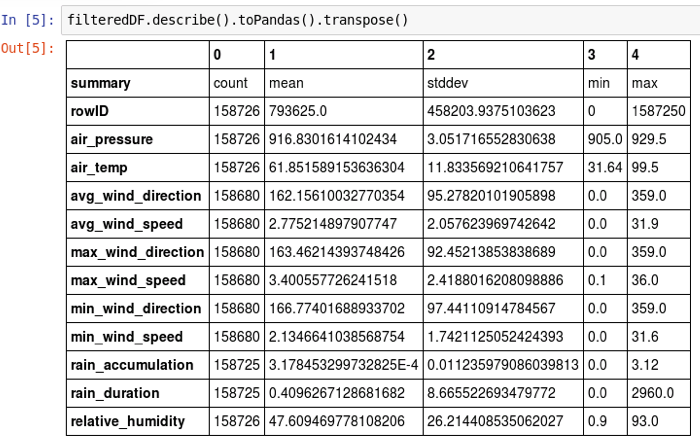 In [5]: filteredDF.describe().toPandas().transpose()
Out[5]:
0 1 2 3 4
summary count mean stddev min max
rowID 158726 793625.0 458203.9375103623 0 1587250
air_pressure 158726 916.8301614102434 3.051716552830638 905.0 929.5
air_temp 158726 61.851589153636304 11.833569210641757 31.64 99.5
avg_wind_direction 158680 162.15610032770354 95.27820101905898 0.0 359.0
avg_wind_speed 158680 2.775214897907747 2.057623969742642 0.0 31.9
max_wind_direction 158680 163.46214393748426 92.45213853838689 0.0 359.0
max_wind_speed 158680 3.400557726241518 2.4188016208098886 0.1 36.0
min_wind_direction 158680 166.77401688933702 97.44110914784567 0.0 359.0
min_wind_speed 158680 2.1346641038568754 1.7421125052424393 0.0 31.6
rain_accumulation 158725 3.178453299732825E-4 0.011235979086039813 0.0 3.12
rain_duration 158725 0.4096267128681682 8.665522693479772 0.0 2960.0
relative_humidity 158726 47.609469778108206 26.214408535062027 0.9 93.0